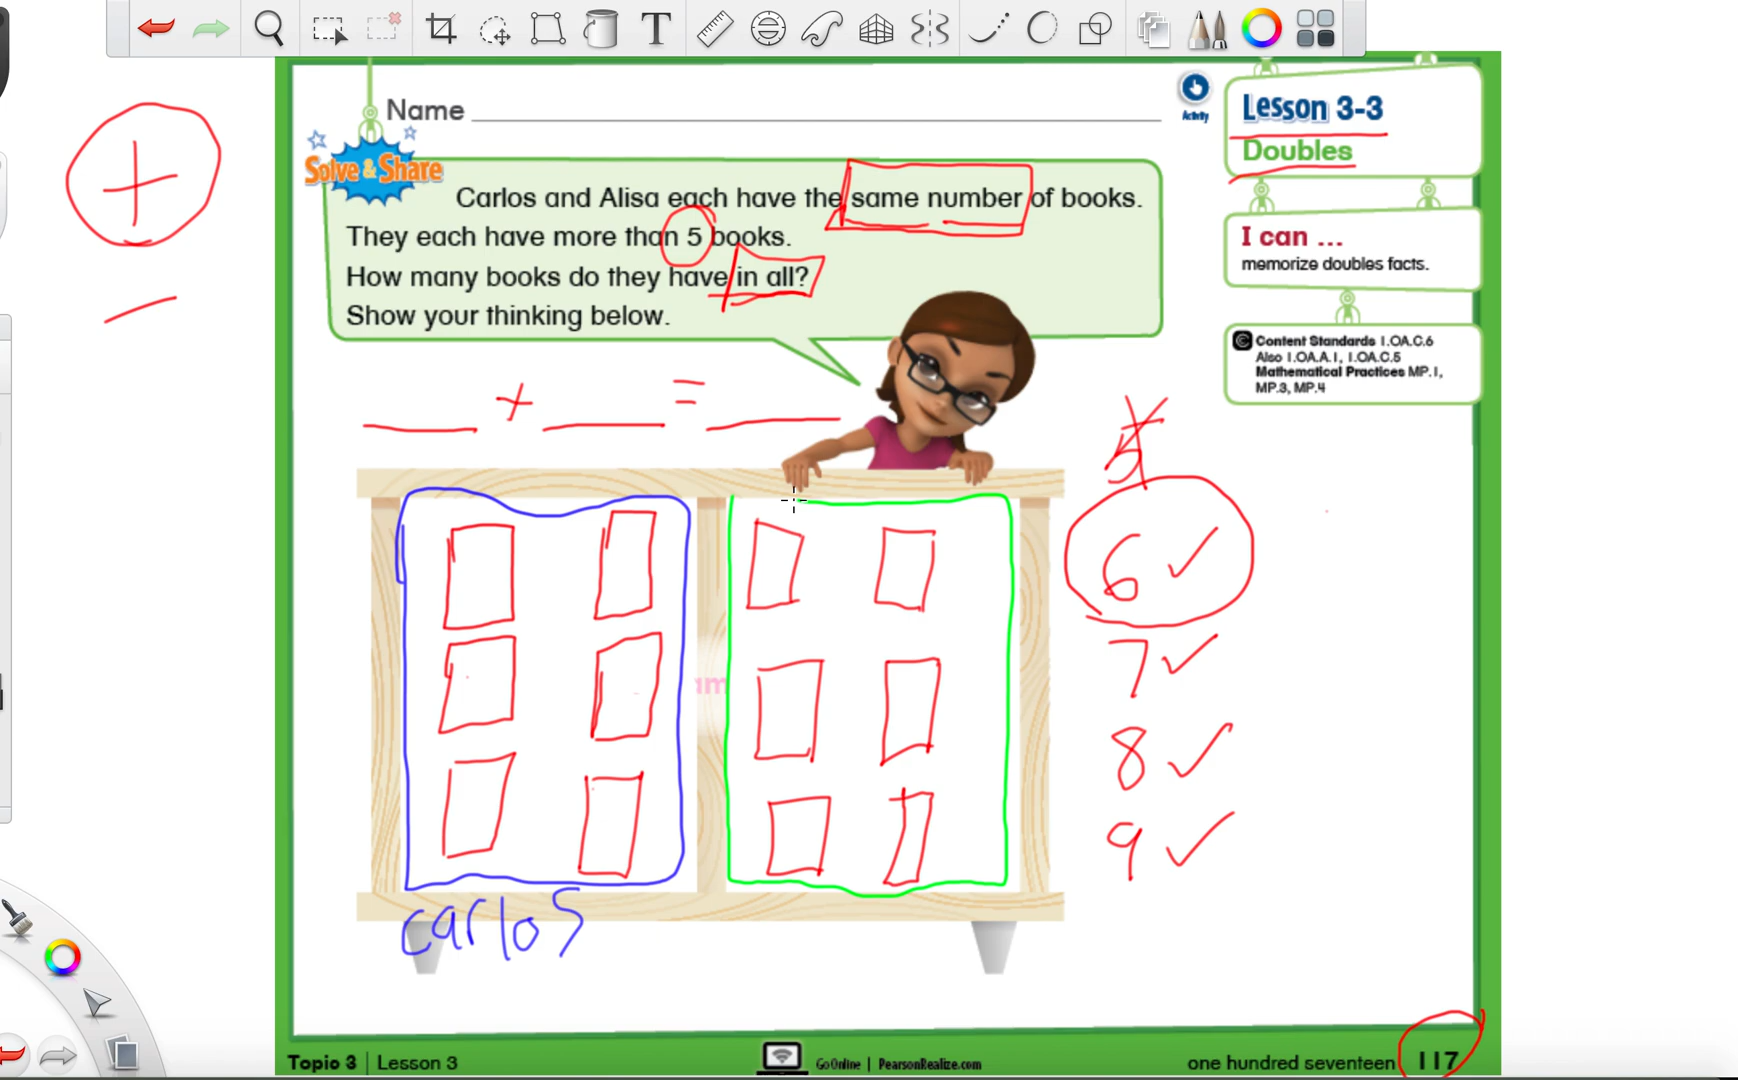 Name
Activity
Lesson 3-3
Doubles
Solve & Share
Carlos and Alisa each have the same number of books.
They each have more than 5 books.
How many books do they have in all?
Show your thinking below.
I can ...
memorize doubles facts.
Content Standards 1.OA.C.6
Also 1.OA.A.1, 1.OA.C.5
Mathematical Practices MP.1,
MP.3, MP.4
+
−
+ =
5
6 ✓
7 ✓
8 ✓
9 ✓
am
carlos
Topic 3 | Lesson 3
Go Online | PearsonRealize.com
one hundred seventeen 117